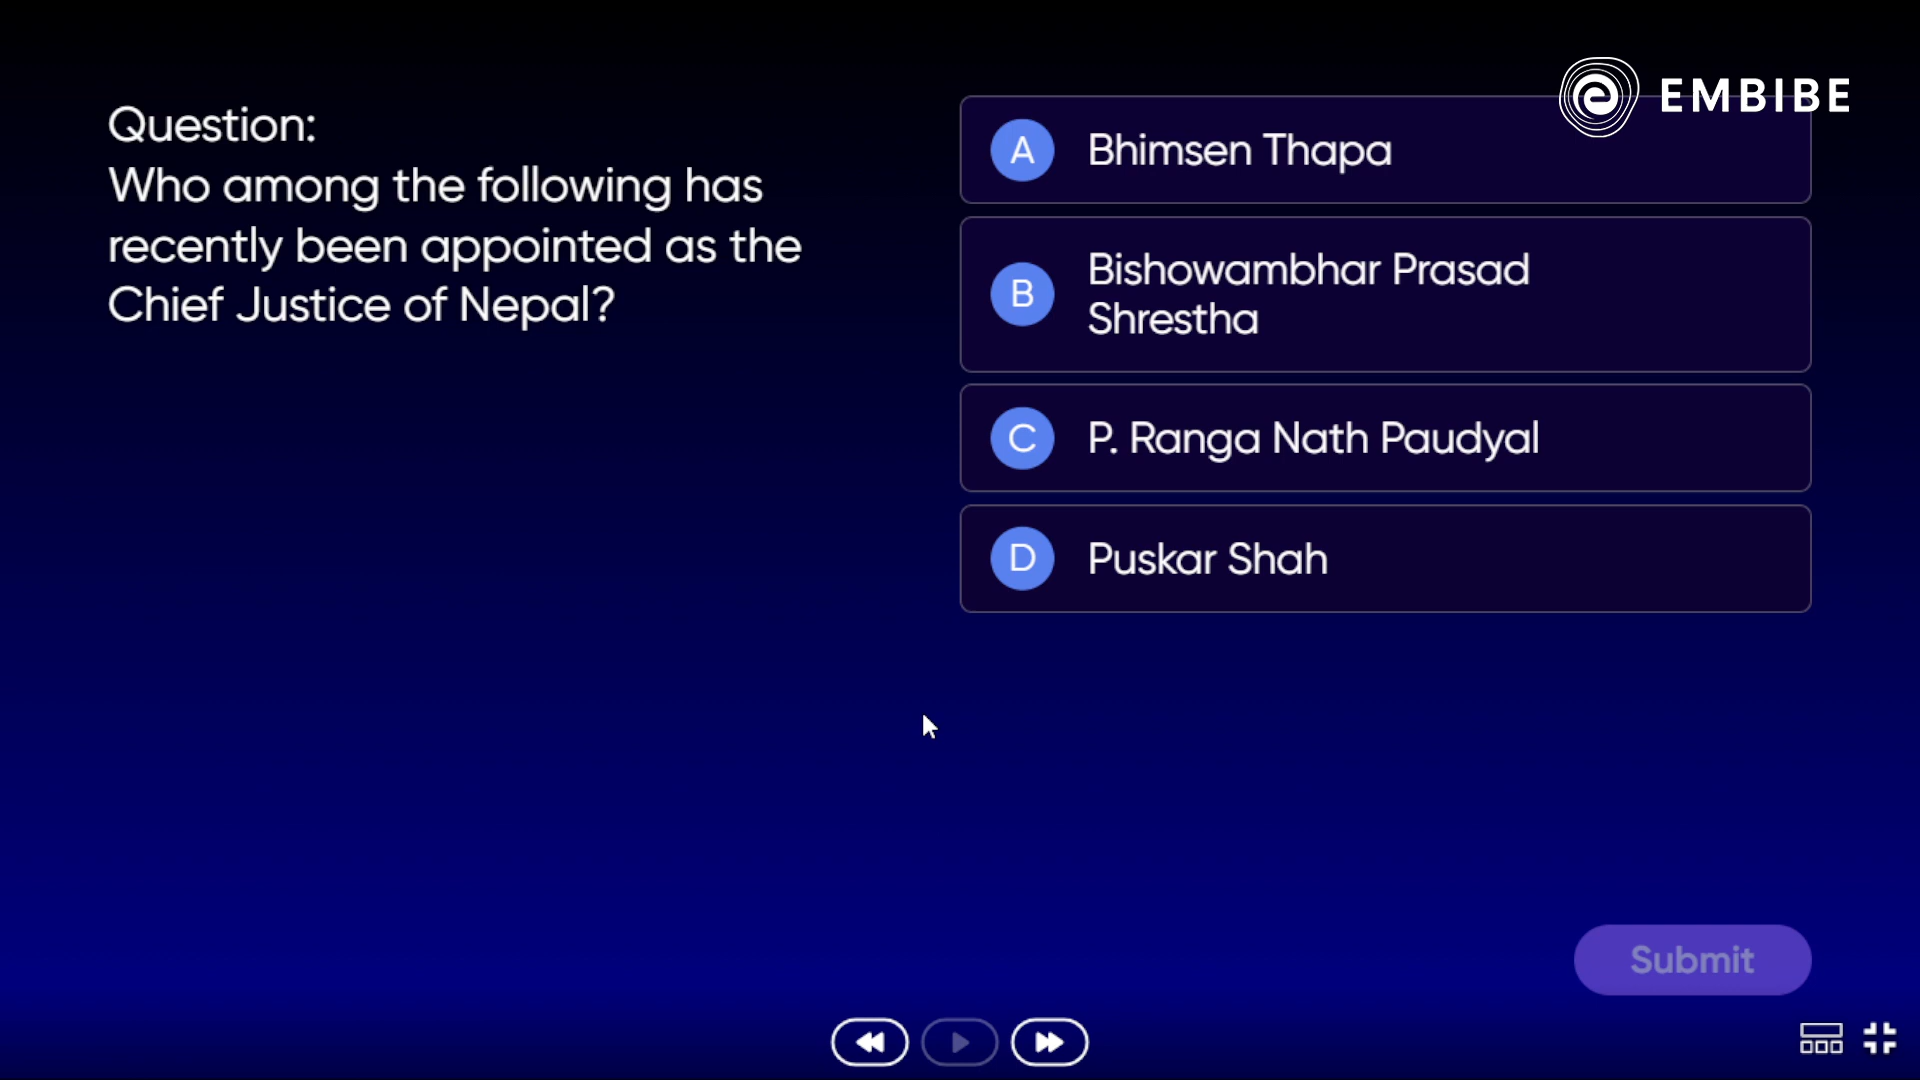 EMBIBE
Question:
Who among the following has
recently been appointed as the
Chief Justice of Nepal?
A Bhimsen Thapa
B Bishowambhar Prasad
Shrestha
C P. Ranga Nath Paudyal
D Puskar Shah
Submit